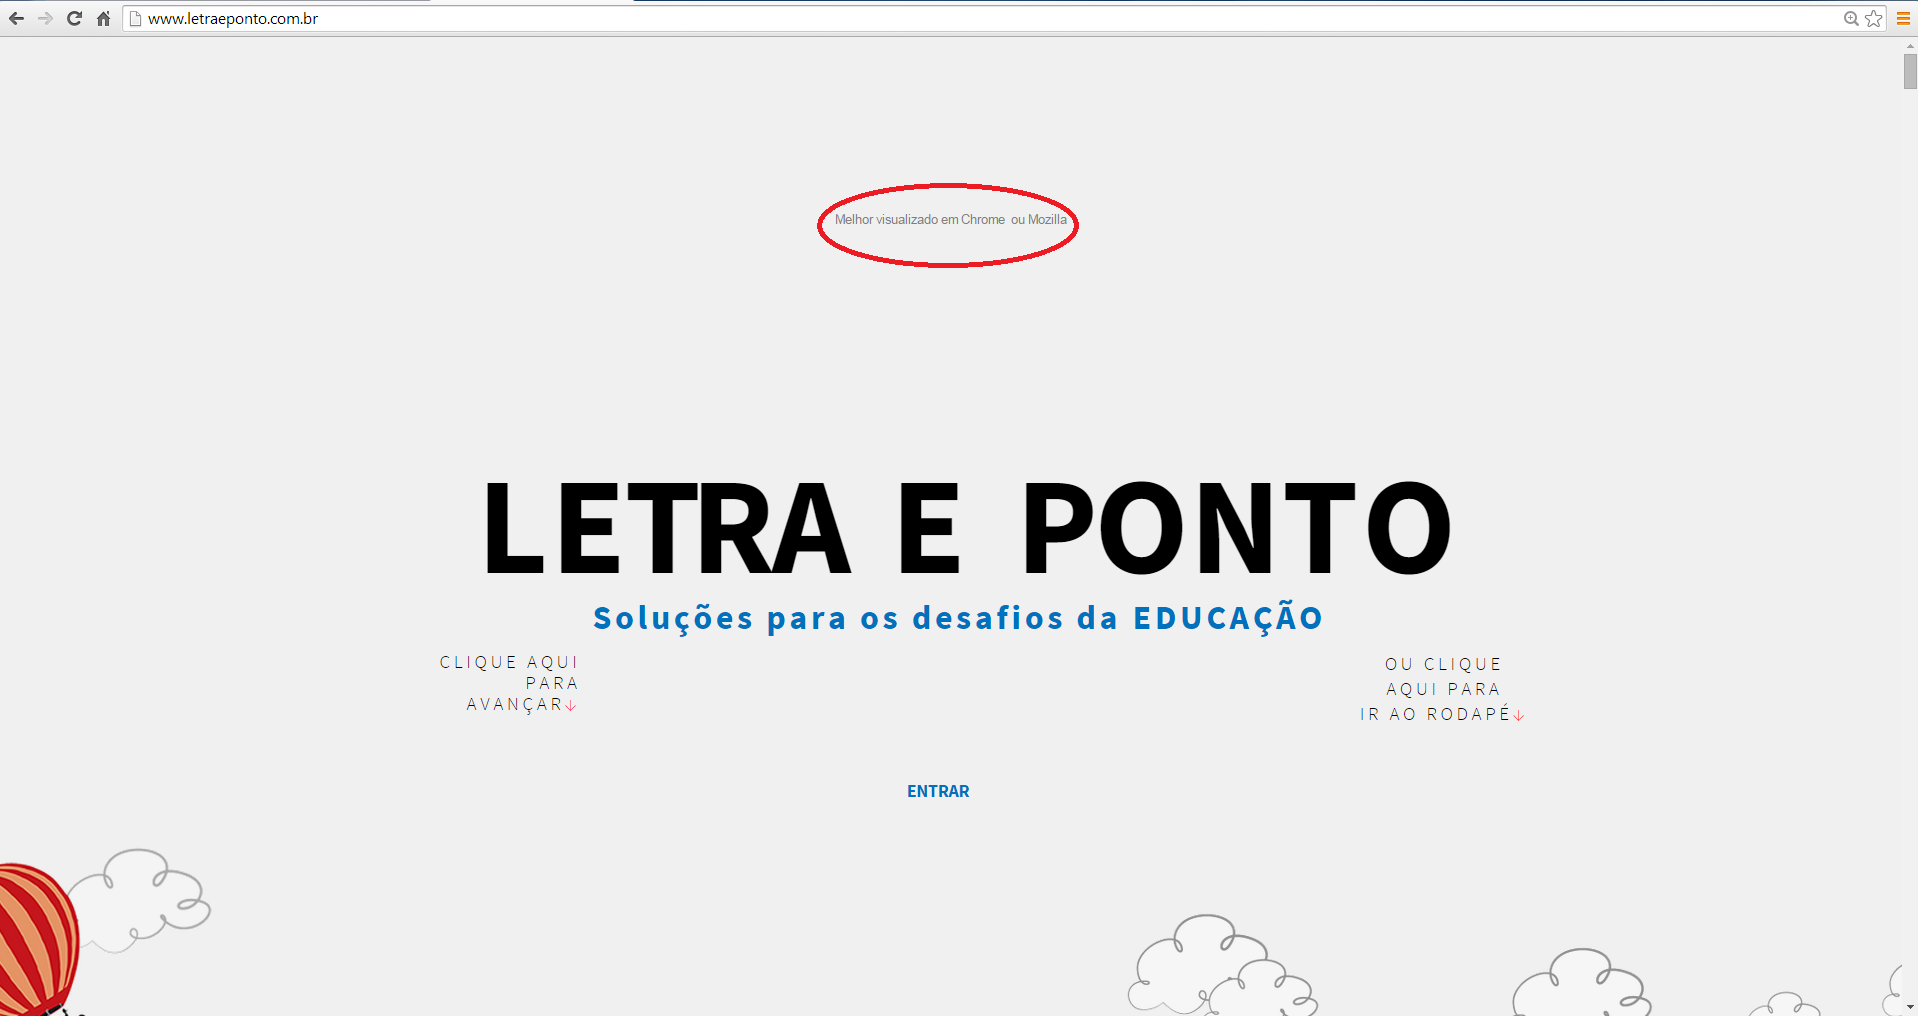 www.letraeponto.com.br
Melhor visualizado em Chrome ou Mozilla
LETRA E PONTO
Soluções para os desafios da EDUCAÇÃO
CLIQUE AQUI
PARA
AVANÇAR↓
OU CLIQUE
AQUI PARA
IR AO RODAPÉ↓
ENTRAR